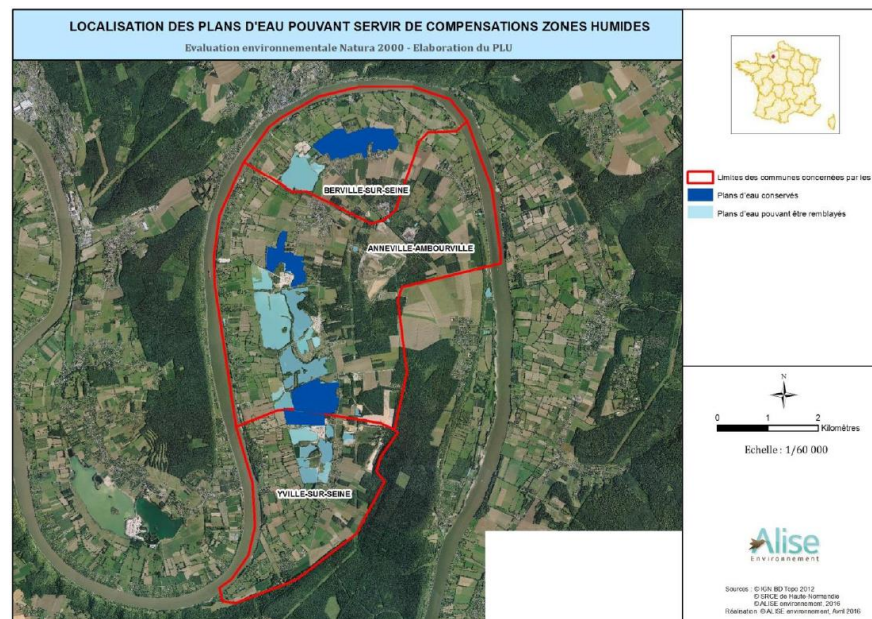 LOCALISATION DES PLANS D'EAU POUVANT SERVIR DE COMPENSATIONS ZONES HUMIDES
Evaluation environnementale Natura 2000 - Elaboration du PLU
BERVILLE-SUR-SEINE
ANNEVILLE-AMBOURVILLE
YVILLE-SUR-SEINE
Limites des communes concernées par les
Plans d'eau conservés
Plans d'eau pouvant être remblayés
N
0 1 2
Kilomètres
Echelle : 1/60 000
Alise
Environnement
Sources : © IGN BD Topo 2012
© SRCE de Haute-Normandie
© ALISE environnement, 2016
Réalisation : © ALISE environnement, Avril 2016